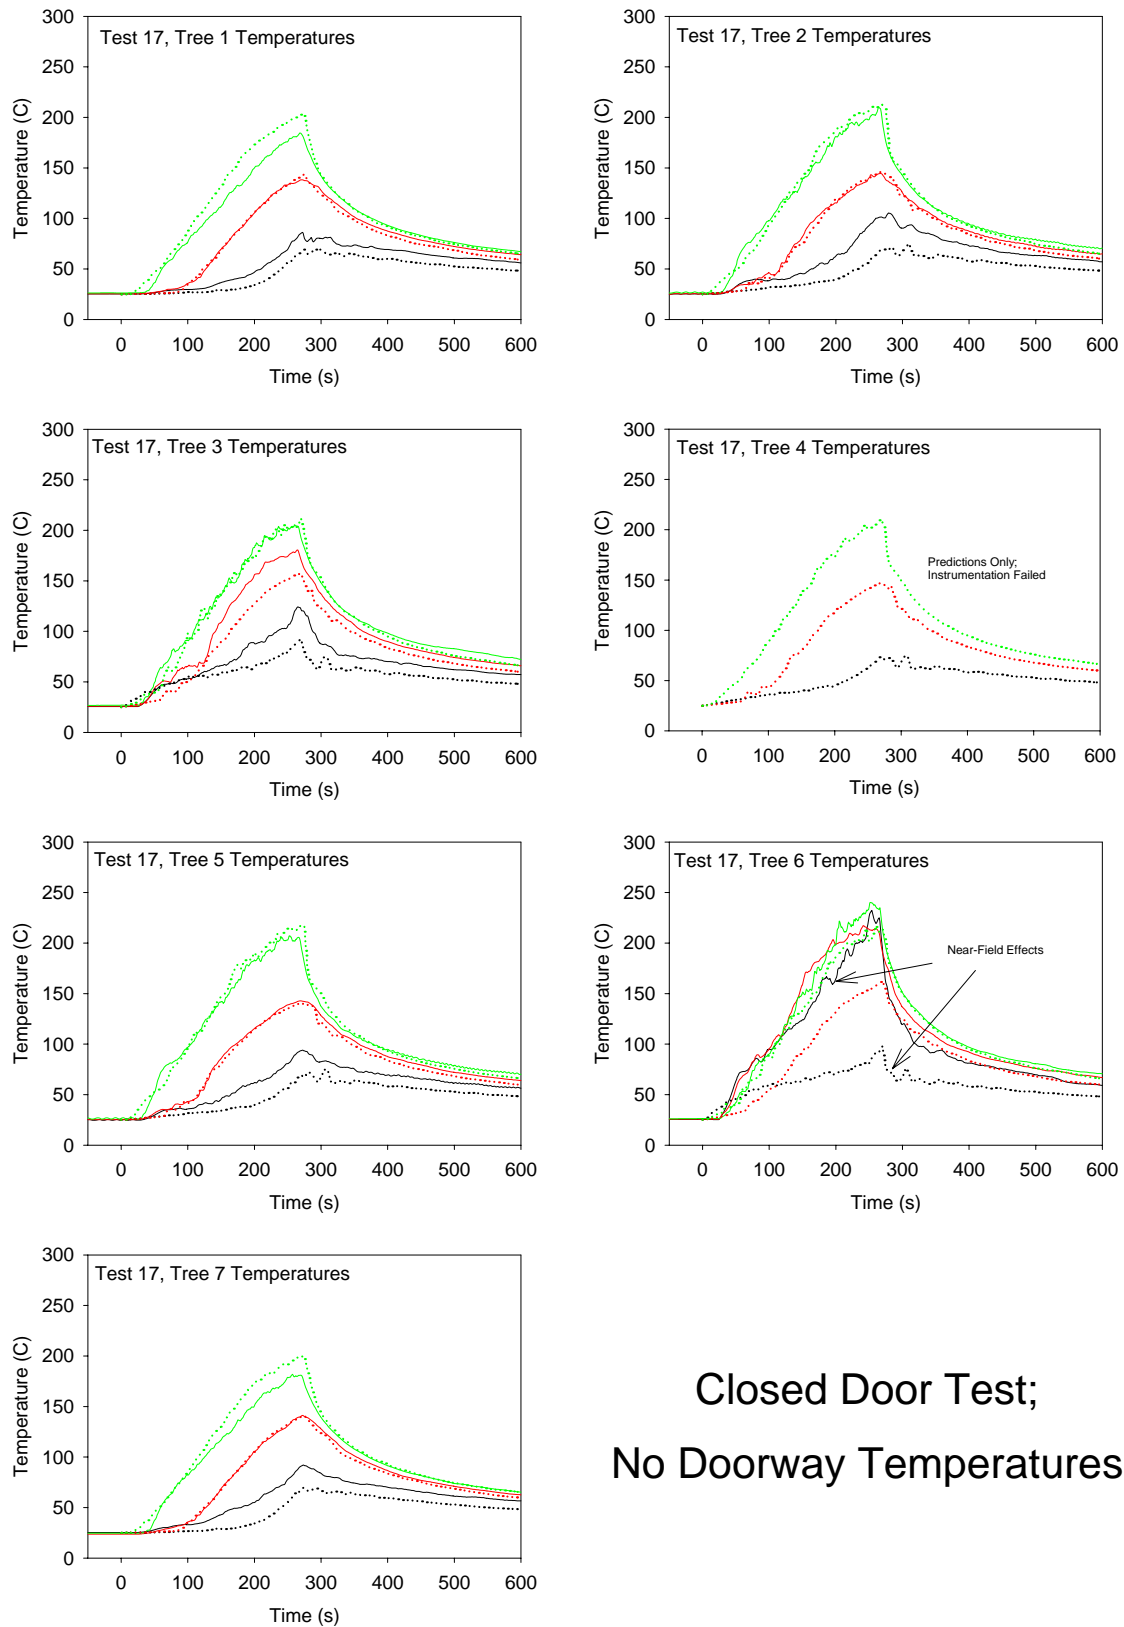 Test 17, Tree 1 Temperatures
Temperature (C)
300
250
200
150
100
50
0
0 100 200 300 400 500 600
Time (s)
Test 17, Tree 2 Temperatures
Temperature (C)
300
250
200
150
100
50
0
0 100 200 300 400 500 600
Time (s)
Test 17, Tree 3 Temperatures
Temperature (C)
300
250
200
150
100
50
0
0 100 200 300 400 500 600
Time (s)
Test 17, Tree 4 Temperatures
Temperature (C)
300
250
200
150
100
50
0
Predictions Only;
Instrumentation Failed
0 100 200 300 400 500 600
Time (s)
Test 17, Tree 5 Temperatures
Temperature (C)
300
250
200
150
100
50
0
0 100 200 300 400 500 600
Time (s)
Test 17, Tree 6 Temperatures
Temperature (C)
300
250
200
150
100
50
0
Near-Field Effects
0 100 200 300 400 500 600
Time (s)
Test 17, Tree 7 Temperatures
Temperature (C)
300
250
200
150
100
50
0
0 100 200 300 400 500 600
Time (s)
Closed Door Test;
No Doorway Temperatures